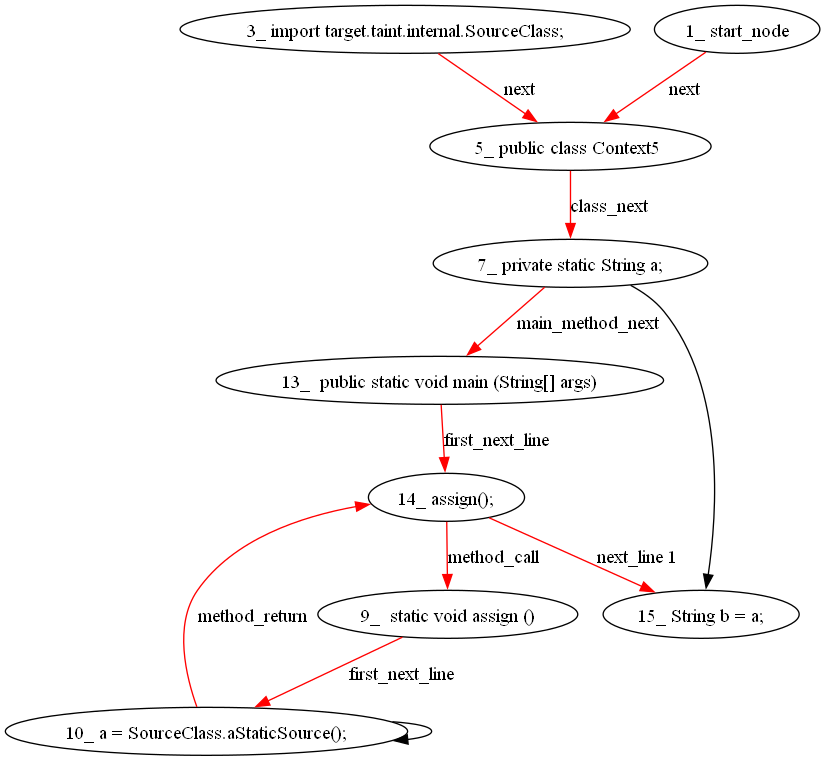 3_ import target.taint.internal.SourceClass;
1_ start_node
next
next
5_ public class Context5
class_next
7_ private static String a;
main_method_next
13_ public static void main (String[] args)
first_next_line
14_ assign();
method_call
next_line 1
9_ static void assign ()
15_ String b = a;
method_return
first_next_line
10_ a = SourceClass.aStaticSource();